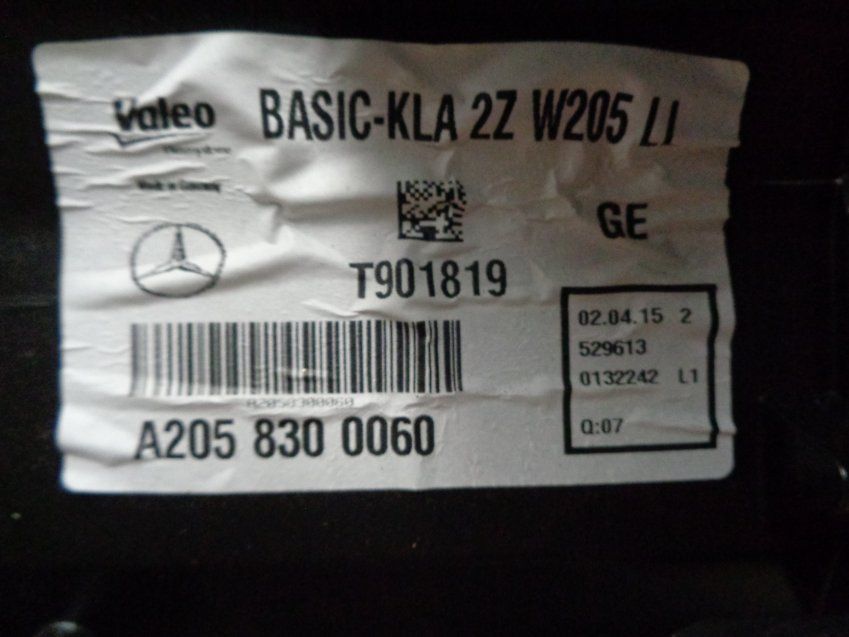 Valeo
BASIC-KLA 2Z W205 LI
Made in Germany
GE
T901819
02.04.15 2
529613
0132242 L1
Q:07
A2058300060
A205 830 0060